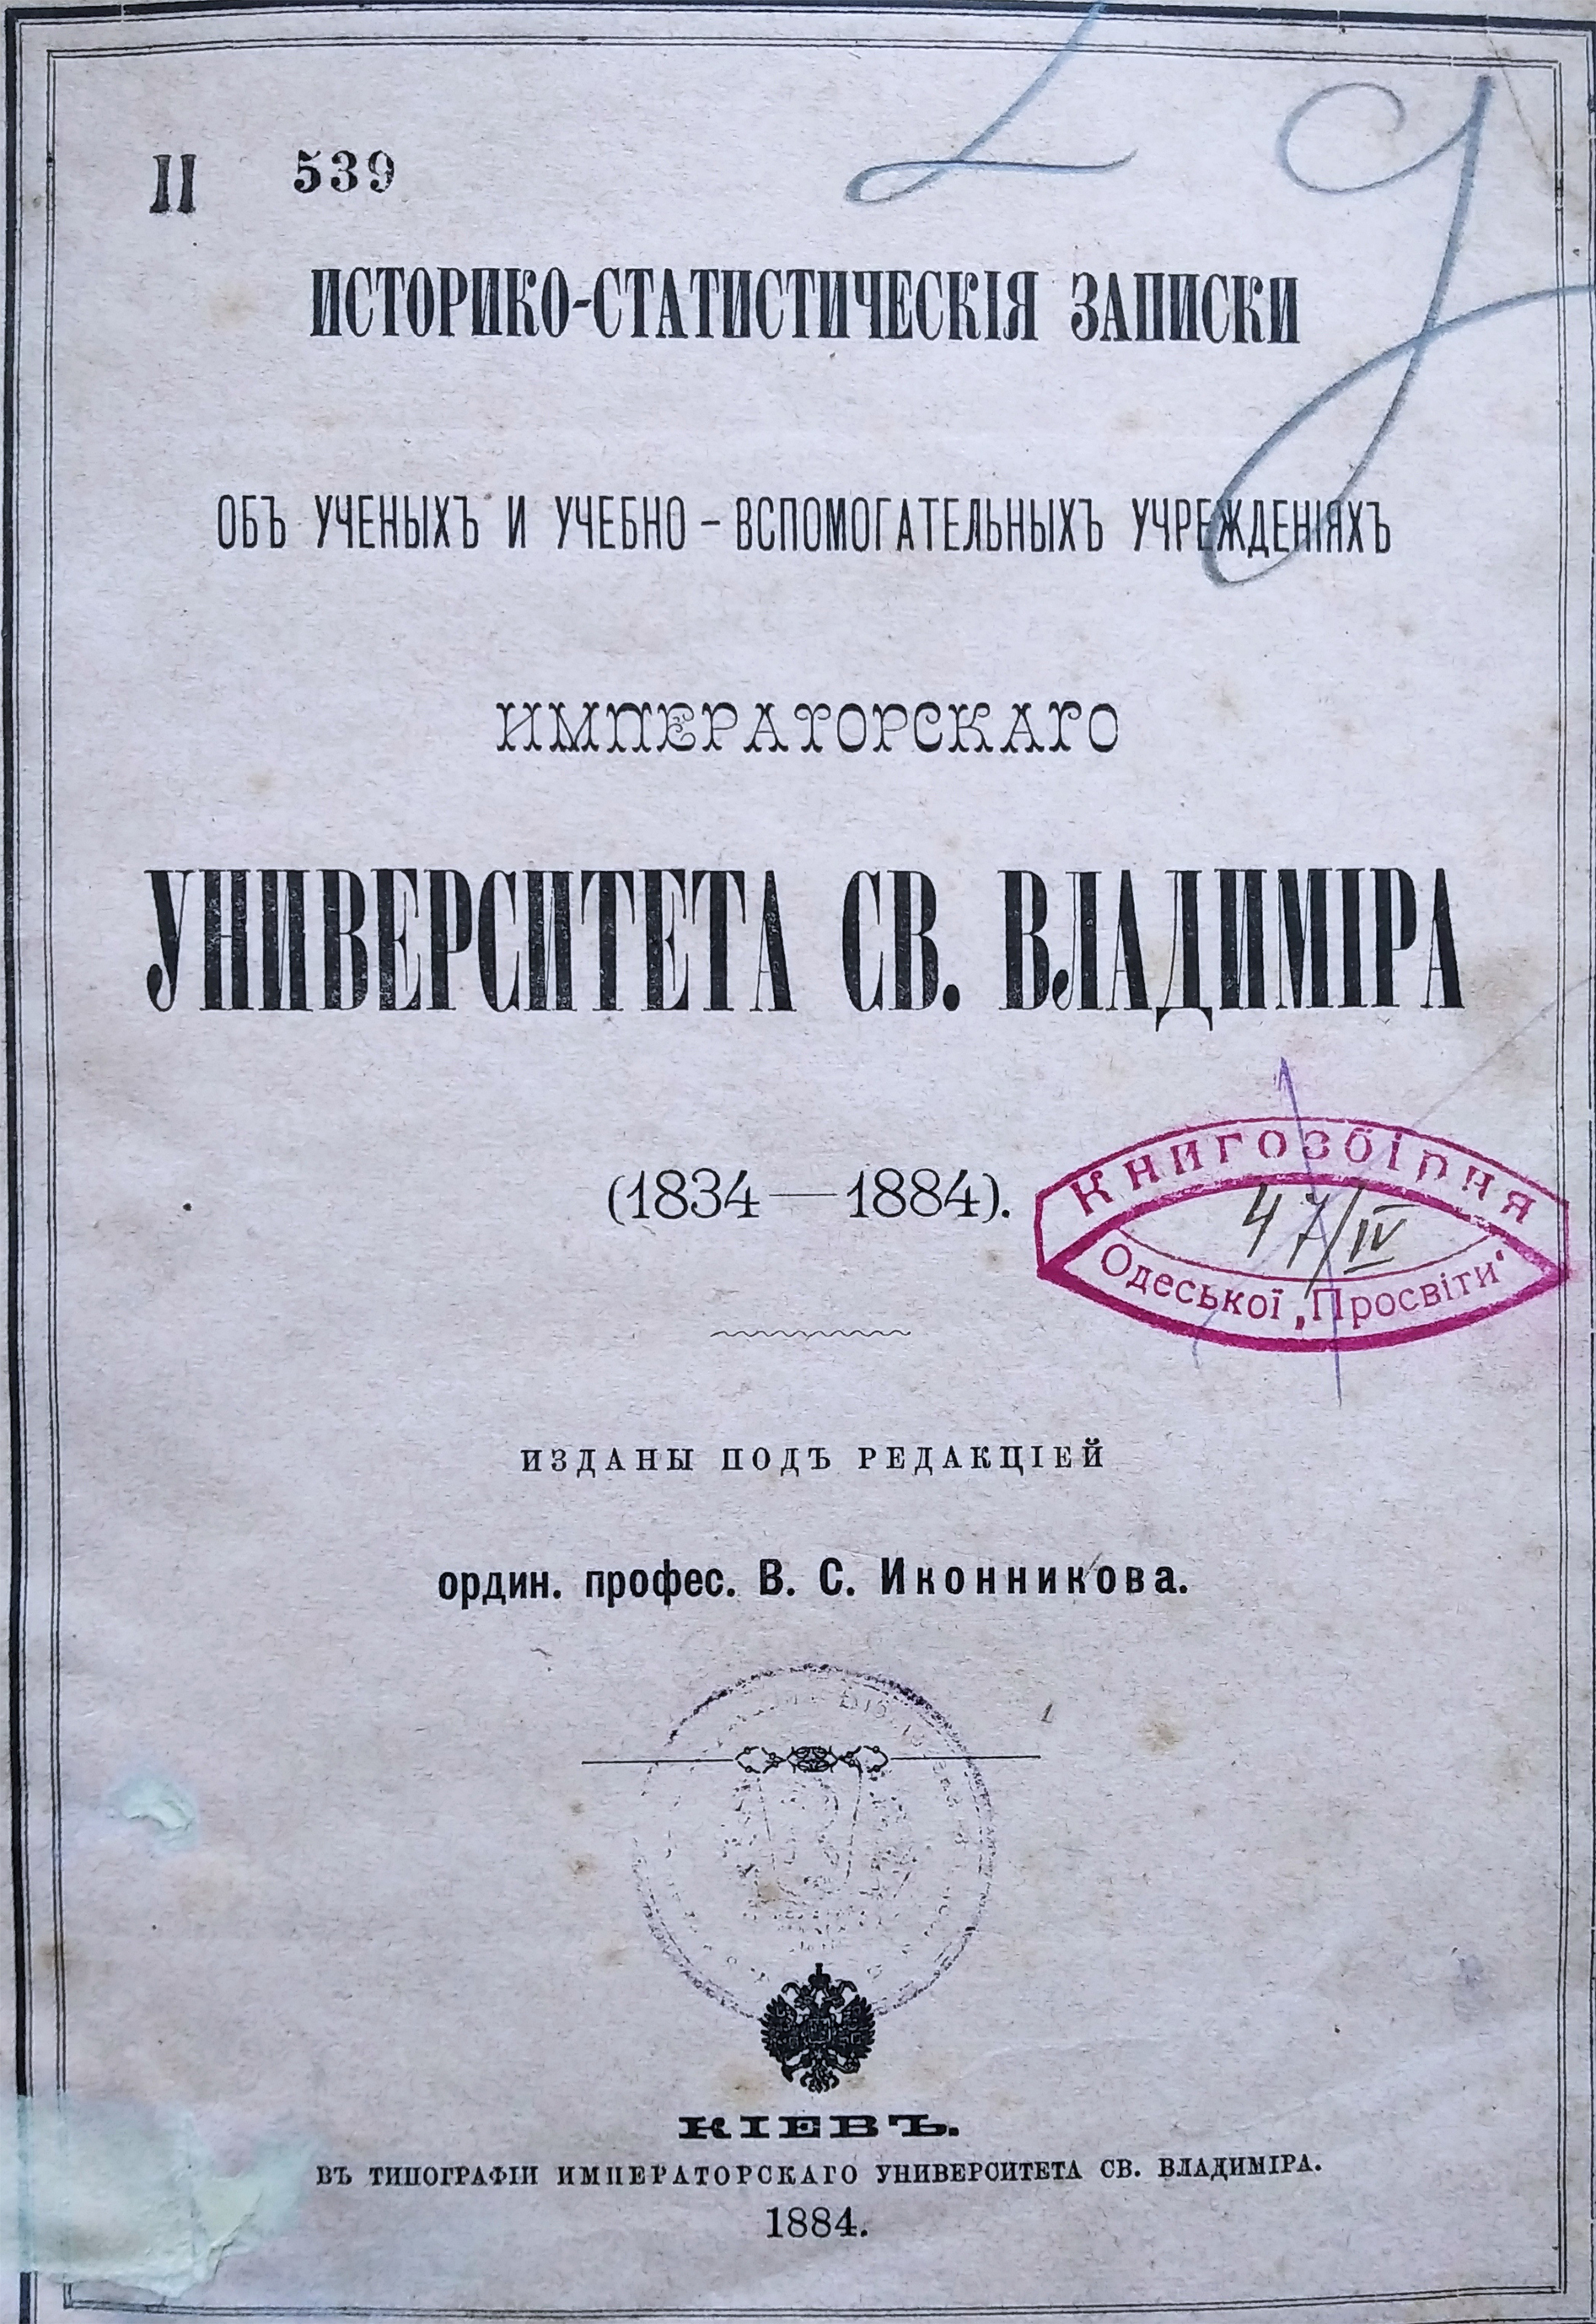 II 539
ИСТОРИКО-СТАТИСТИЧЕСКІЯ ЗАПИСКИ
ОБЪ УЧЕНЫХЪ И УЧЕБНО-ВСПОМОГАТЕЛЬНЫХЪ УЧРЕЖДЕНІЯХЪ
ИМПЕРАТОРСКАГО
УНИВЕРСИТЕТА СВ. ВЛАДИМІРА
(1834—1884).
Книгозбірня
47/IV
Одеської „Просвіти“
ИЗДАНЫ ПОДЪ РЕДАКЦІЕЙ
ордин. профес. В. С. Иконникова.
КІЕВЪ.
ВЪ ТИПОГРАФІИ ИМПЕРАТОРСКАГО УНИВЕРСИТЕТА СВ. ВЛАДИМІРА.
1884.